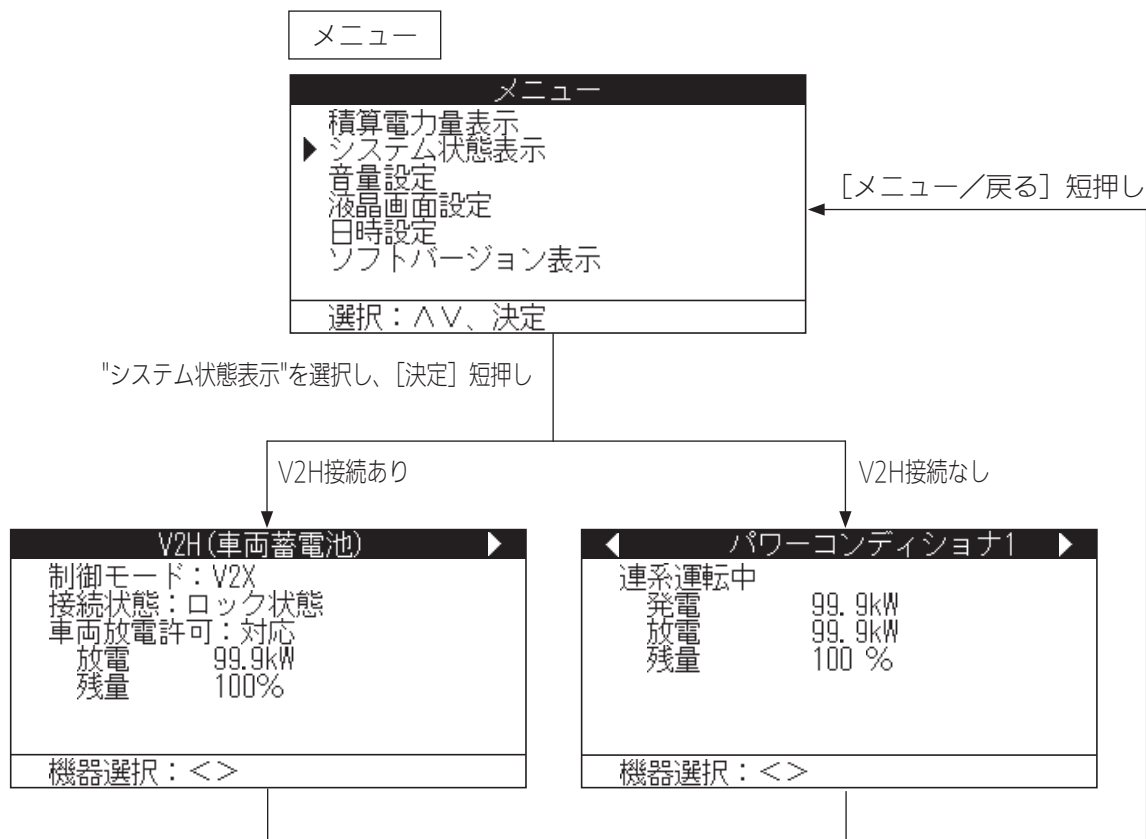 メニュー
メニュー
積算電力量表示
▶ システム状態表示
音量設定
液晶画面設定
日時設定
ソフトバージョン表示
選択：∧∨、決定
［メニュー／戻る］短押し
"システム状態表示"を選択し、［決定］短押し
V2H接続あり
V2H接続なし
V2H(車両蓄電池) ▶
制御モード：V2X
接続状態：ロック状態
車両放電許可：対応
放電 99.9kW
残量 100%
機器選択：＜＞
◀ パワーコンディショナ1 ▶
連系運転中
発電 99.9kW
放電 99.9kW
残量 100 %
機器選択：＜＞